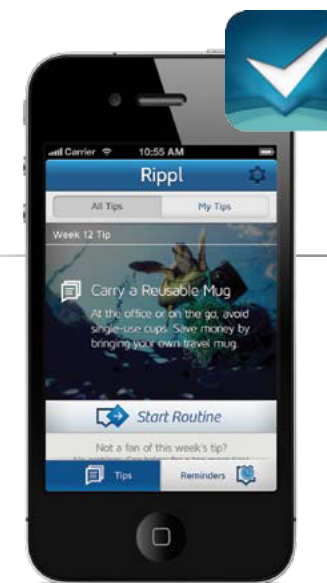 Carrier 10:55 AM
Rippl
All Tips My Tips
Week 12 Tip
Carry a Reusable Mug
At the office or on the go, avoid
single-use cups. Save money by
bringing your own travel mug.
Start Routine
Not a fan of this week's tip?
Tips Reminders